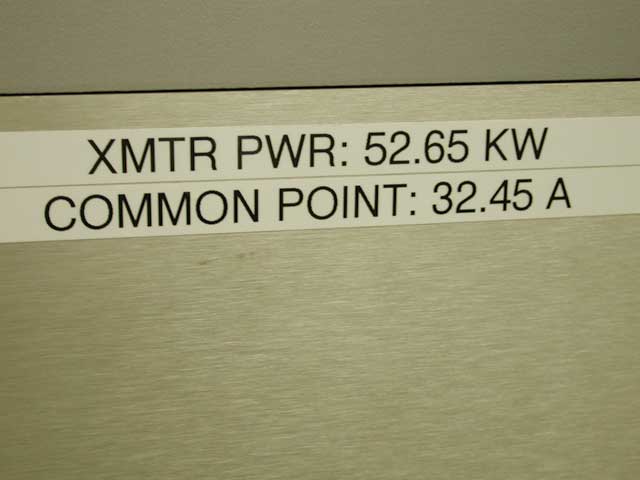 XMTR PWR: 52.65 KW
COMMON POINT: 32.45 A